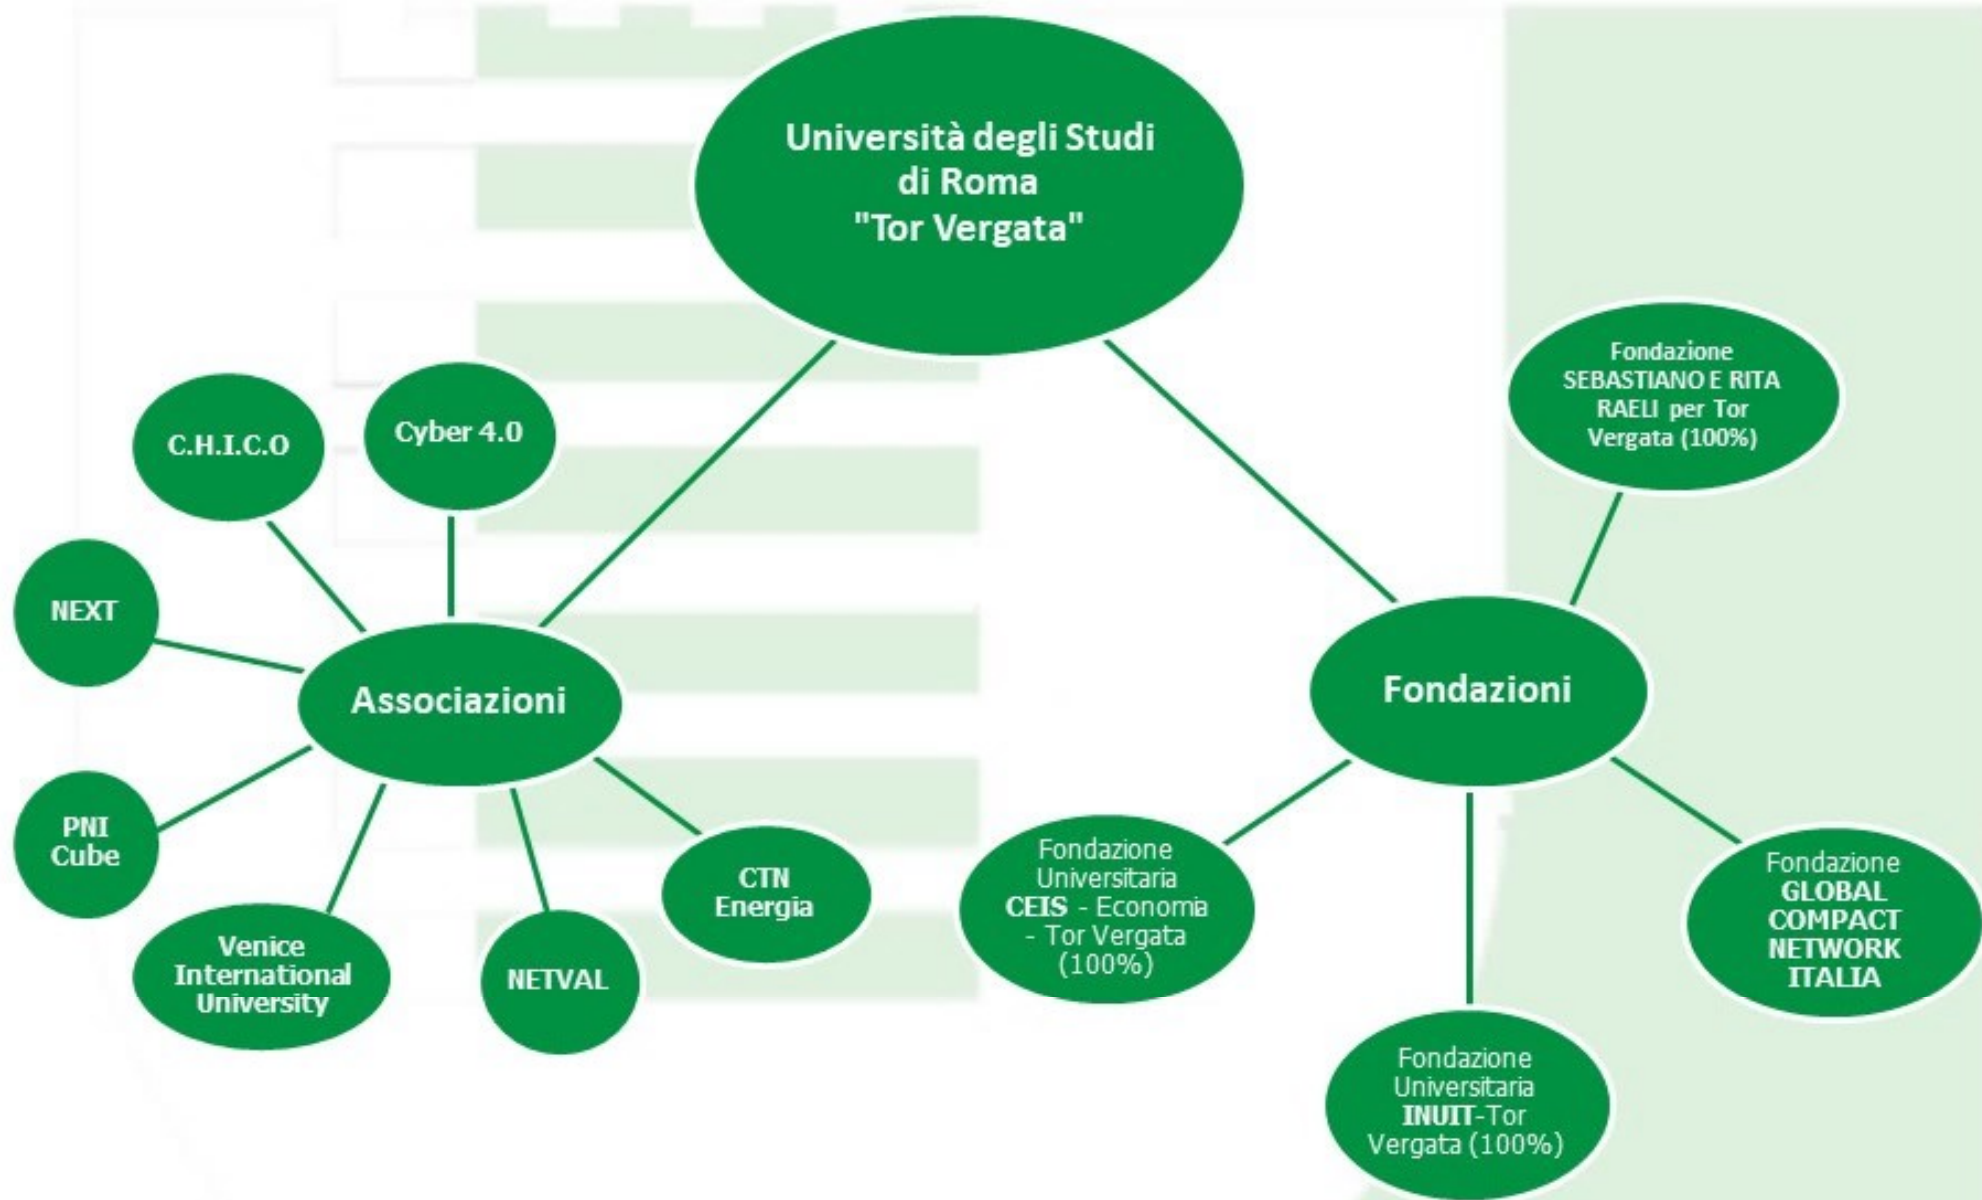 Università degli Studi
di Roma
"Tor Vergata"
Fondazione
SEBASTIANO E RITA
RAELI per Tor
Vergata (100%)
C.H.I.C.O
Cyber 4.0
NEXT
Associazioni
Fondazioni
PNI
Cube
Venice
International
University
NETVAL
CTN
Energia
Fondazione
Universitaria
CEIS - Economia
- Tor Vergata
(100%)
Fondazione
Universitaria
INUIT-Tor
Vergata (100%)
Fondazione
GLOBAL
COMPACT
NETWORK
ITALIA